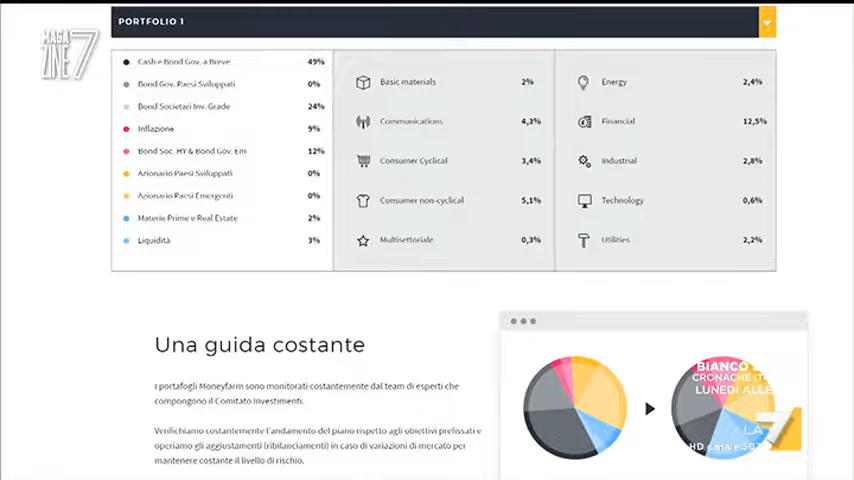 PORTFOLIO 1
MAGA
ZINE 7
Cash e Bond Gov. a Breve 49%
Bond Gov. Paesi Sviluppati 0%
Bond Societari Inv. Grade 24%
Inflazione 9%
Bond Soc. HY & Bond Gov. Em 12%
Azionario Paesi Sviluppati 0%
Azionario Paesi Emergenti 0%
Materie Prime e Real Estate 2%
Liquidità 3%
Basic materials 2%
Communications 4,3%
Consumer Cyclical 3,4%
Consumer non-cyclical 5,1%
Multisettoriale 0,3%
Energy 2,4%
Financial 12,5%
Industrial 2,8%
Technology 0,6%
Utilities 2,2%
Una guida costante
I portafogli Moneyfarm sono monitorati costantemente dal team di esperti che
compongono il Comitato Investimenti.
Verifichiamo costantemente l'andamento del piano rispetto agli obiettivi prefissati e
operiamo gli aggiustamenti (ribilanciamenti) in caso di variazioni di mercato per
mantenere costante il livello di rischio.
BIANCO
CRONACHE
LUNEDÌ ALLE
LA 7
HD canale 507